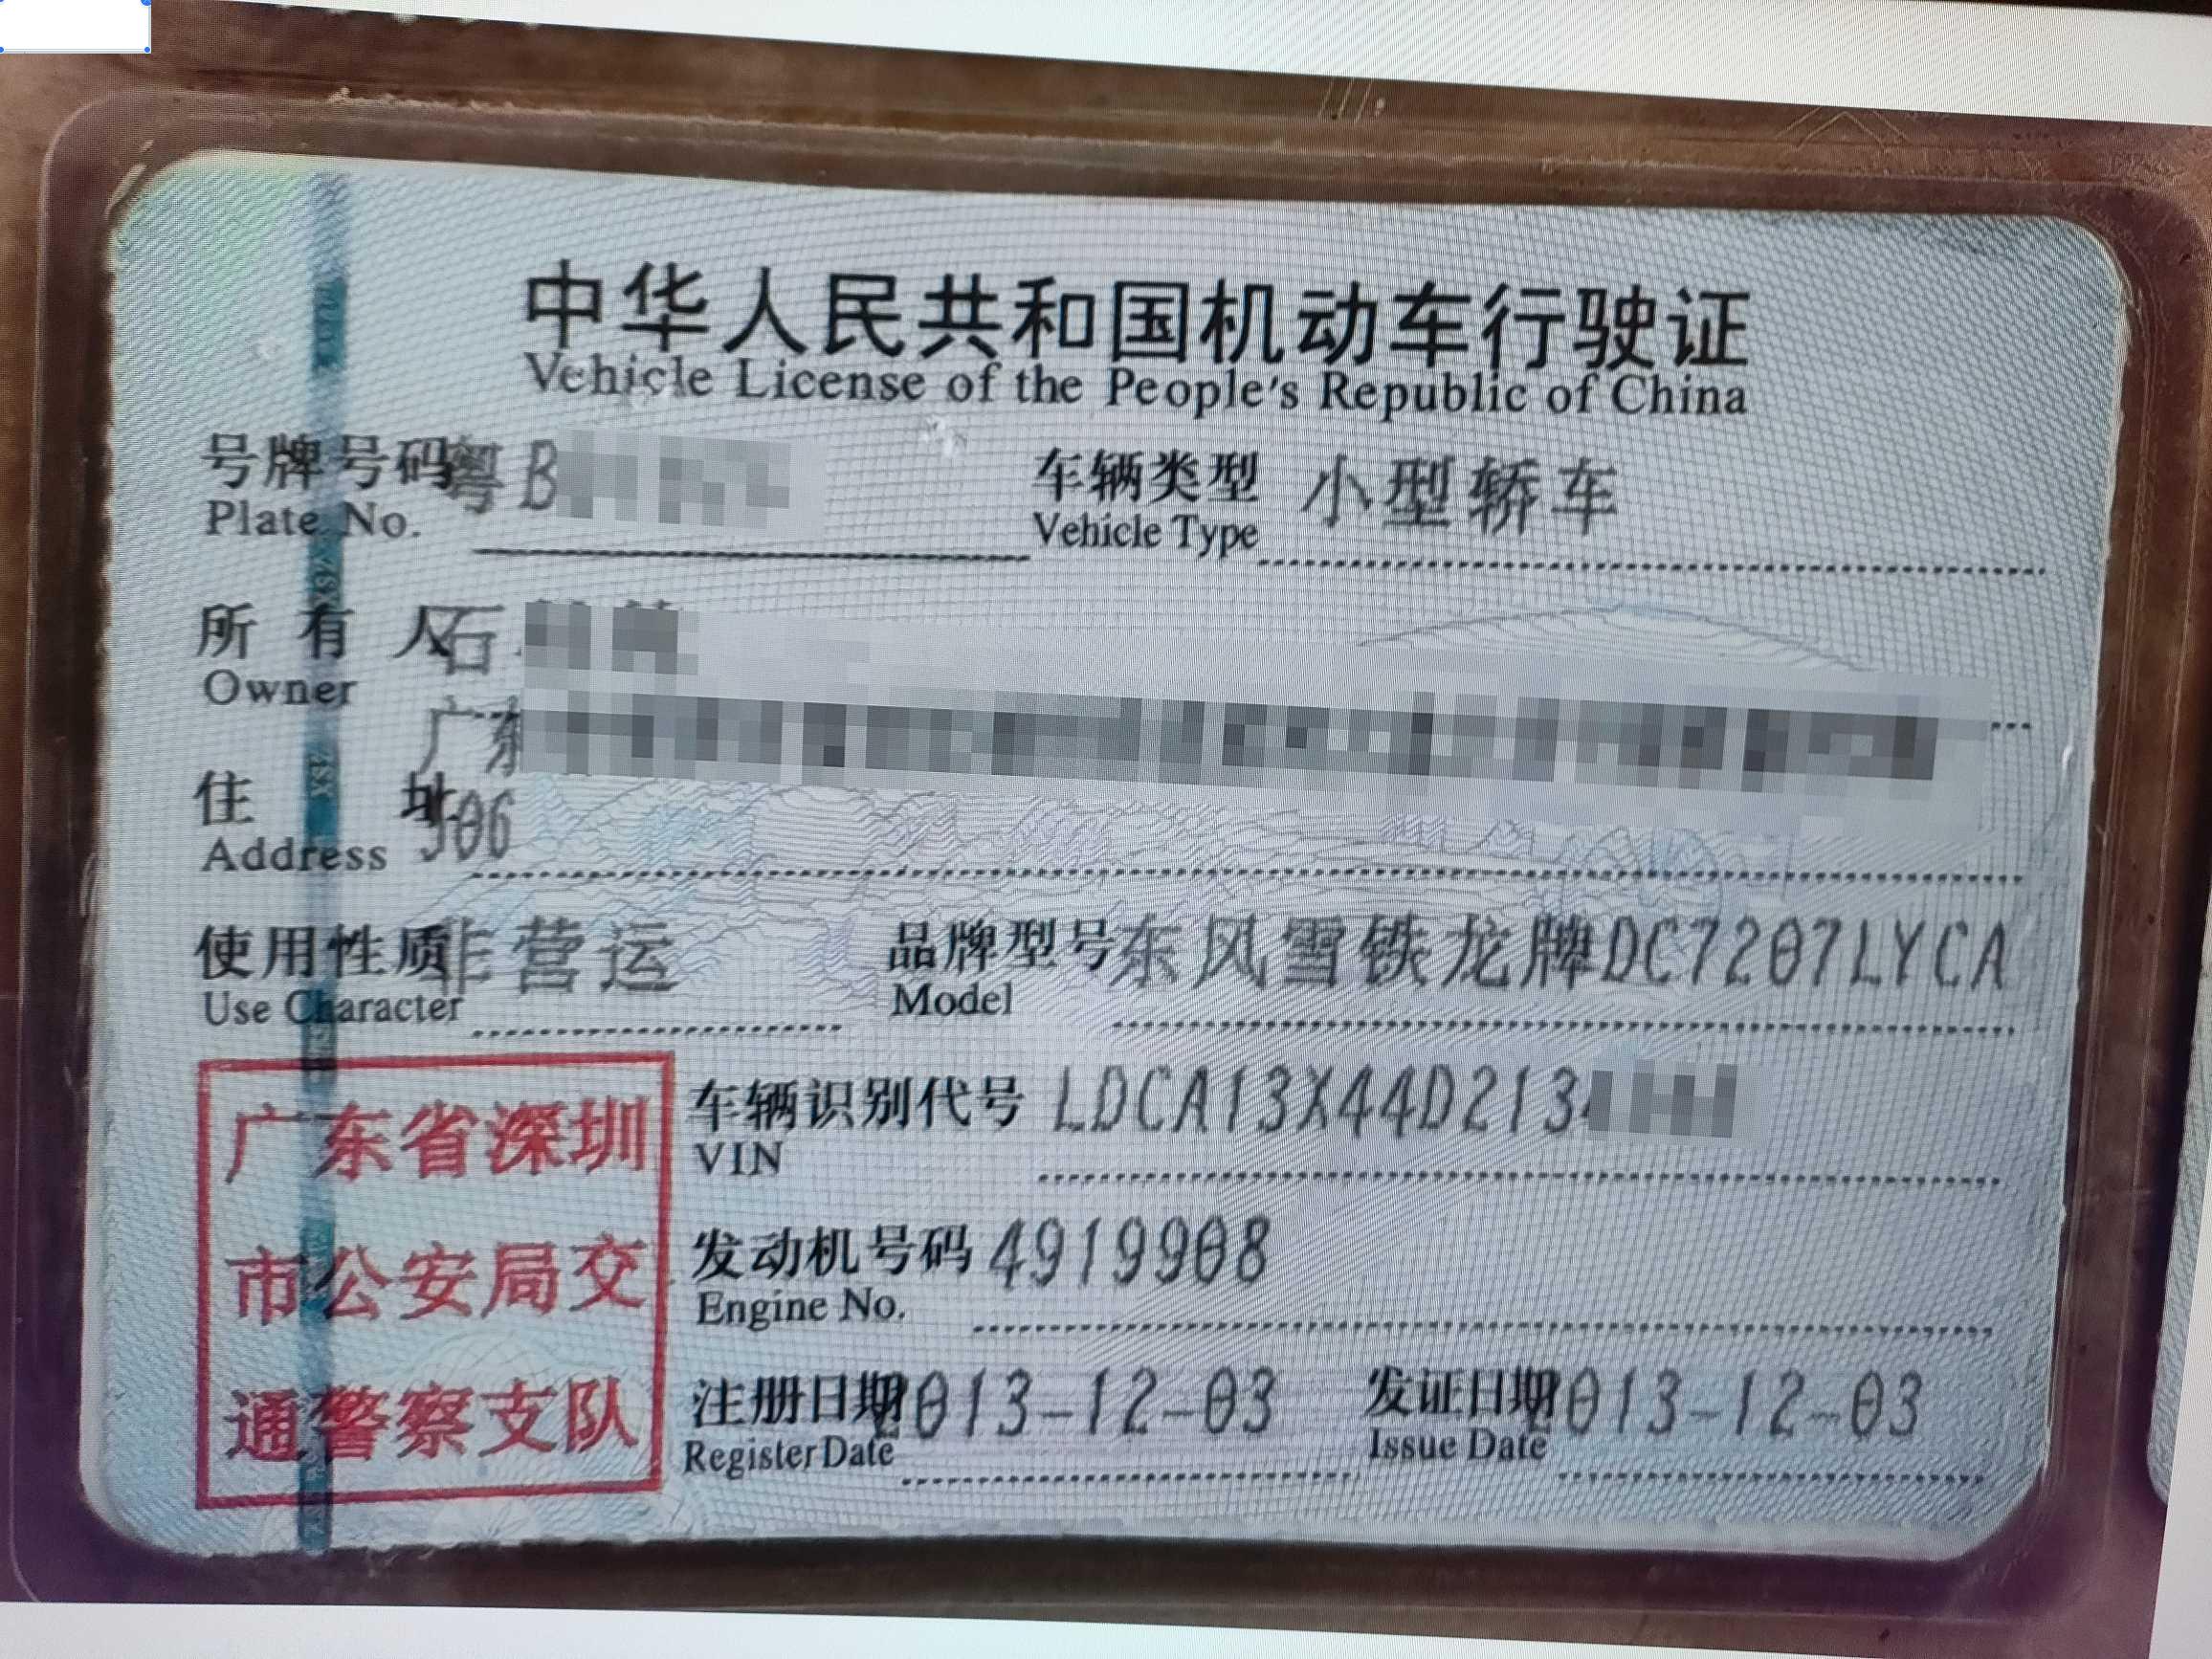 中华人民共和国机动车行驶证
Vehicle License of the People's Republic of China
号牌号码 粤B 车辆类型 小型轿车
Plate No. Vehicle Type
所有人 石
Owner
广东
住址
Address 06
使用性质 非营运 品牌型号 东风雪铁龙牌DC7207LYCA
Use Character Model
广东省深圳
市公安局交
通警察支队
车辆识别代号 LDCA13X44D213
VIN
发动机号码 4919908
Engine No.
注册日期 2013-12-03 发证日期 2013-12-03
Register Date Issue Date